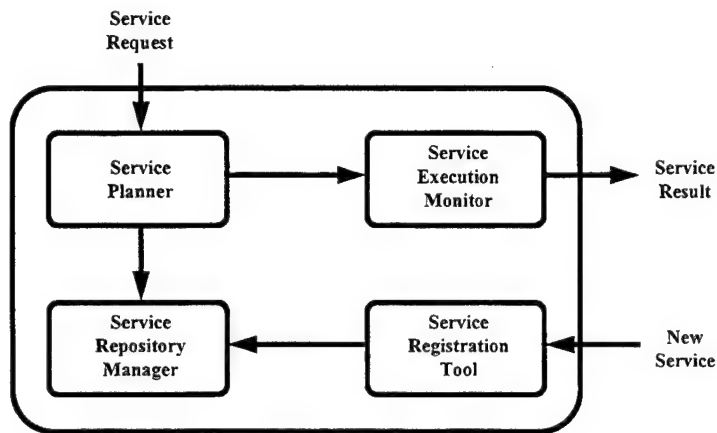 Service
Request
Service
Planner
Service
Execution
Monitor
Service
Result
Service
Repository
Manager
Service
Registration
Tool
New
Service